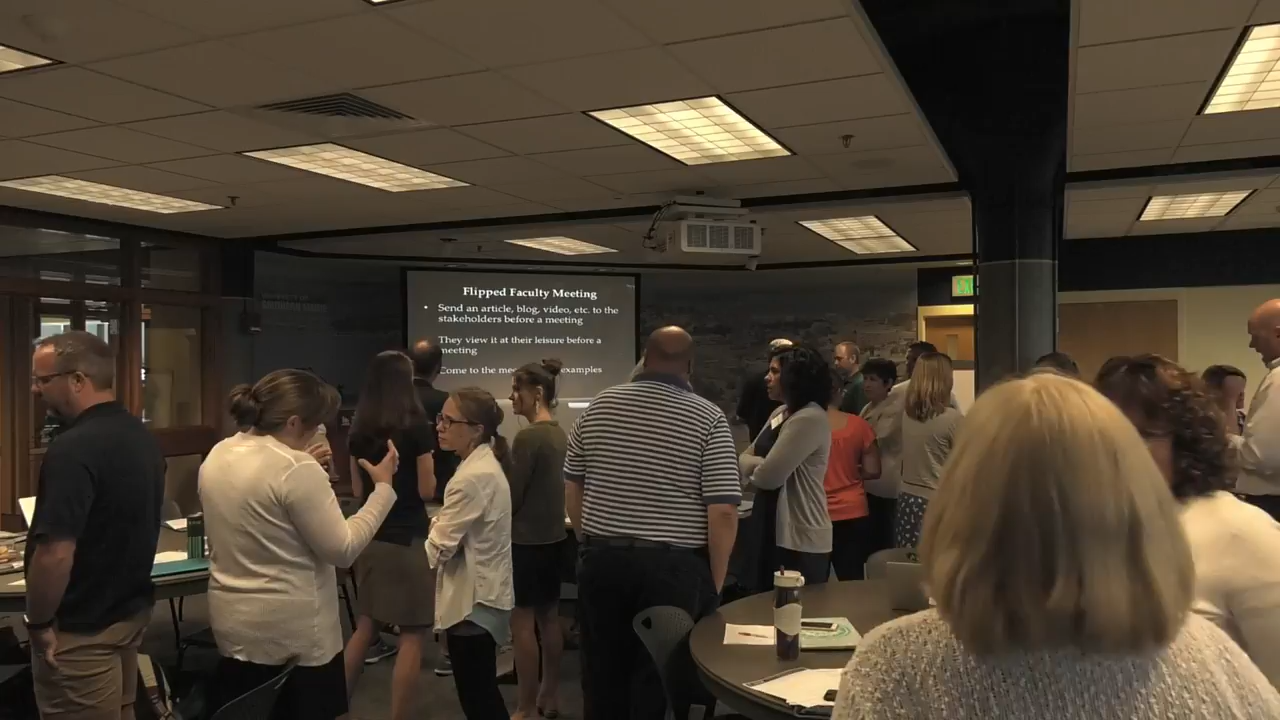 Flipped Faculty Meeting
• Send an article, blog, video, etc. to the
stakeholders before a meeting
They view it at their leisure before a
meeting
Come to the examples